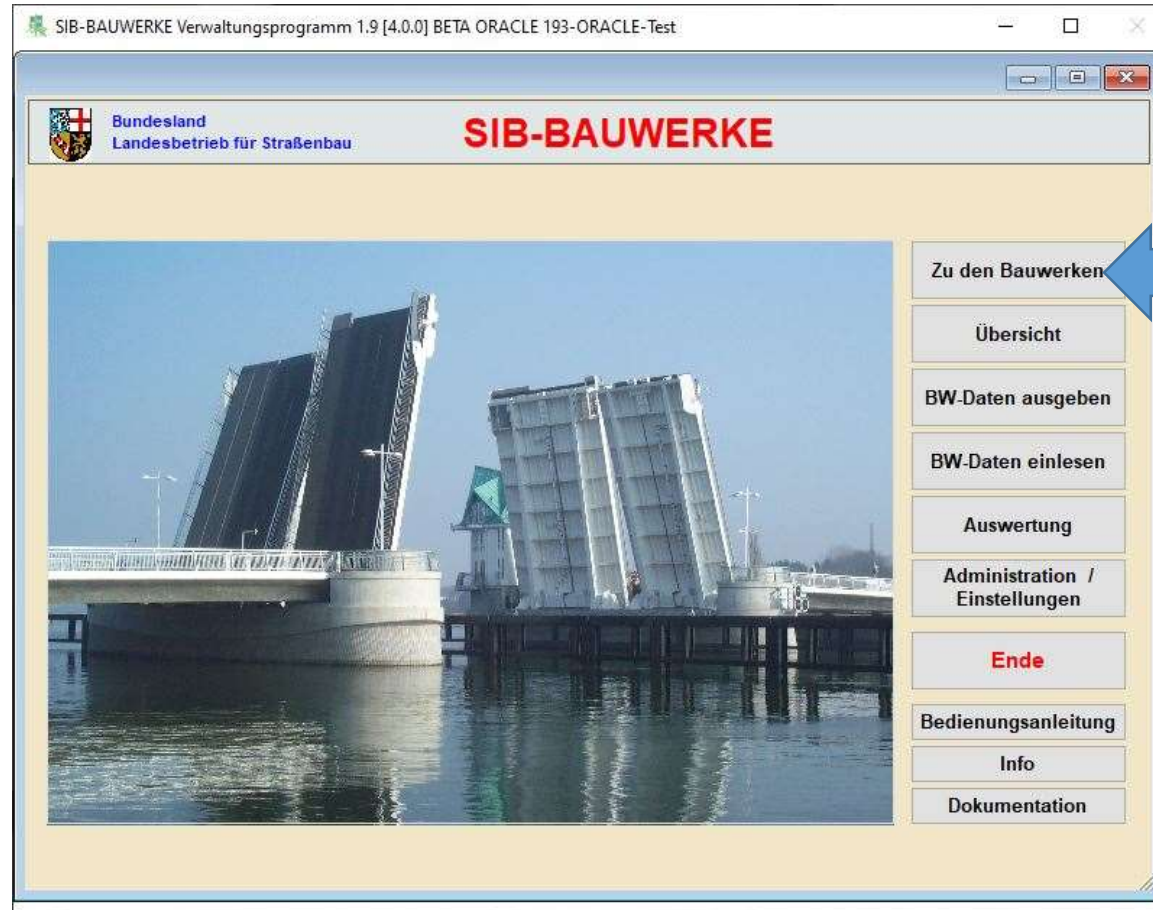 SIB-BAUWERKE Verwaltungsprogramm 1.9 [4.0.0] BETA ORACLE 193-ORACLE-Test
Bundesland
Landesbetrieb für Straßenbau
SIB-BAUWERKE
Zu den Bauwerken
Übersicht
BW-Daten ausgeben
BW-Daten einlesen
Auswertung
Administration /
Einstellungen
Ende
Bedienungsanleitung
Info
Dokumentation